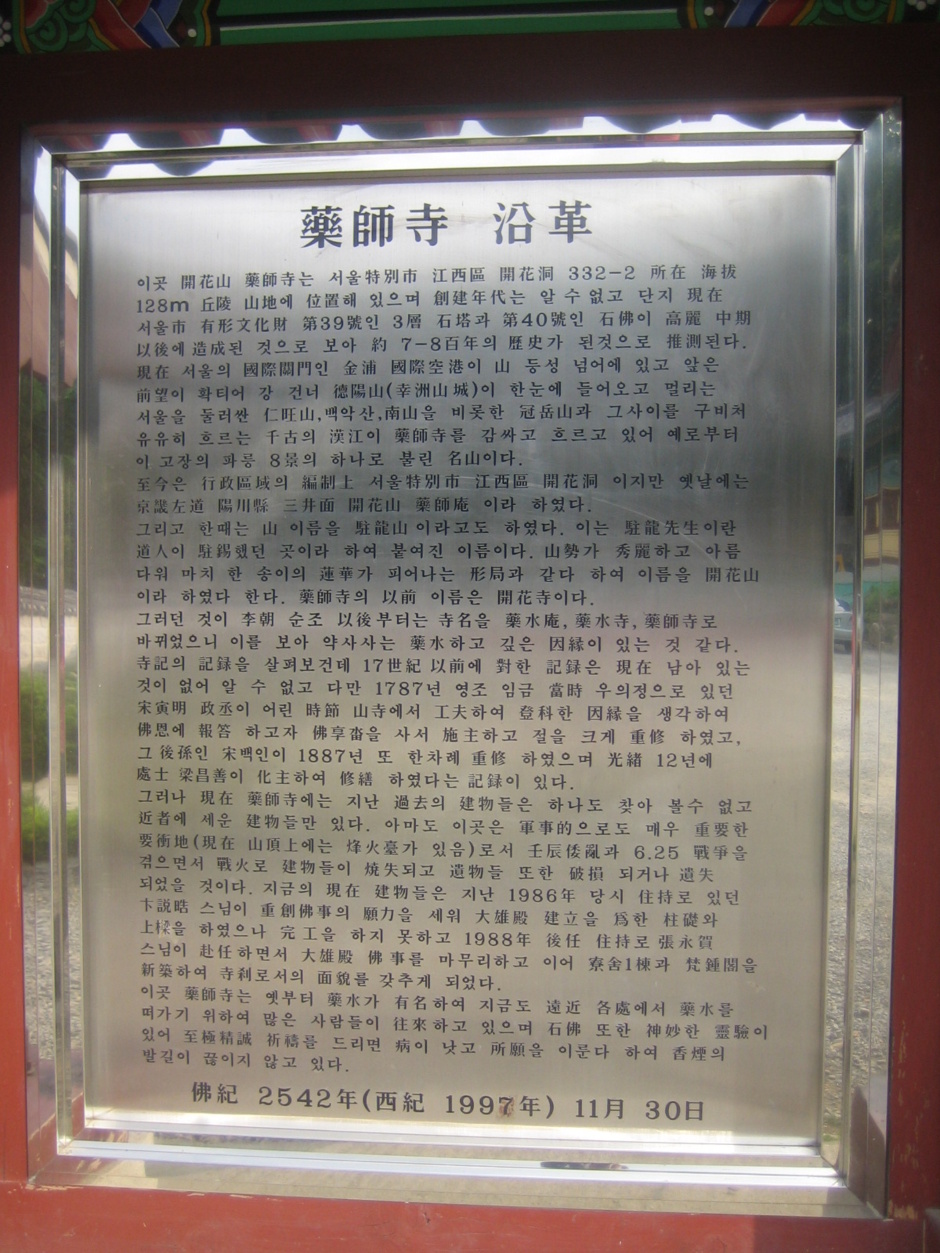 藥師寺 沿革
이곳 開花山 藥師寺는 서울特別市 江西區 開花洞 332-2 所在 海拔
128m 丘陵 山地에 位置해 있으며 創建年代는 알 수 없고 단지 現在
서울市 有形文化財 第39號인 3層 石塔과 第40號인 石佛이 高麗 中期
以後에 造成된 것으로 보아 約 7-8百年의 歷史가 된것으로 推測된다.
現在 서울의 國際關門인 金浦 國際空港이 山 등성 넘어에 있고 앞은
前望이 확티어 강 건너 德陽山(幸洲山城)이 한눈에 들어오고 멀리는
서울을 둘러싼 仁旺山,백악산,南山을 비롯한 冠岳山과 그사이를 구비쳐
유유히 흐르는 千古의 漢江이 藥師寺를 감싸고 흐르고 있어 예로부터
이 고장의 파릉 8景의 하나로 불린 名山이다.
至今은 行政區域의 編制上 서울特別市 江西區 開花洞 이지만 옛날에는
京畿左道 陽川縣 三井面 開花山 藥師庵 이라 하였다.
그리고 한때는 山 이름을 駐龍山이라고도 하였다. 이는 駐龍先生이란
道人이 駐錫했던 곳이라 하여 붙여진 이름이다. 山勢가 秀麗하고 아름
다워 마치 한 송이의 蓮華가 피어나는 形局과 같다 하여 이름을 開花山
이라 하였다 한다. 藥師寺의 以前 이름은 開花寺이다.
그러던 것이 李朝 순조 以後부터는 寺名을 藥水庵, 藥水寺, 藥師寺로
바뀌었으니 이를 보아 약사사는 藥水하고 깊은 因緣이 있는 것 같다.
寺記의 記錄을 살펴보건데 17世紀 以前에 對한 記錄은 現在 남아 있는
것이 없어 알 수 없고 다만 1787년 영조 임금 當時 우의정으로 있던
宋寅明 政丞이 어린 時節 山寺에서 工夫하여 登科한 因緣을 생각하여
佛恩에 報答 하고자 佛享畓을 사서 施主하고 절을 크게 重修 하였고,
그 後孫인 宋백인이 1887년 또 한차례 重修 하였으며 光緖 12년에
處士 梁昌善이 化主하여 修繕 하였다는 記錄이 있다.
그러나 現在 藥師寺에는 지난 過去의 建物들은 하나도 찾아 볼수 없고
近者에 세운 建物들만 있다. 아마도 이곳은 軍事的으로도 매우 重要한
要衝地(現在 山頂上에는 烽火臺가 있음)로서 壬辰倭亂과 6.25 戰爭을
겪으면서 戰火로 建物들이 燒失되고 遺物들 또한 破損 되거나 遺失
되었을 것이다. 지금의 現在 建物들은 지난 1986年 당시 住持로 있던
卞説晧 스님이 重創佛事의 願力을 세워 大雄殿 建立을 爲한 柱礎와
上樑을 하였으나 完工을 하지 못하고 1988年 後任 住持로 張永賀
스님이 赴任하면서 大雄殿 佛事를 마무리하고 이어 寮舍1棟과 梵鍾閣을
新築하여 寺刹로서의 面貌를 갖추게 되었다.
이곳 藥師寺는 옛부터 藥水가 有名하여 지금도 遠近 各處에서 藥水를
떠가기 위하여 많은 사람들이 往來하고 있으며 石佛 또한 神妙한 靈驗이
있어 至極精誠 祈禱를 드리면 病이 낫고 所願을 이룬다 하여 香煙의
발길이 끊이지 않고 있다.
佛紀 2542年(西紀 1997年) 11月 30日